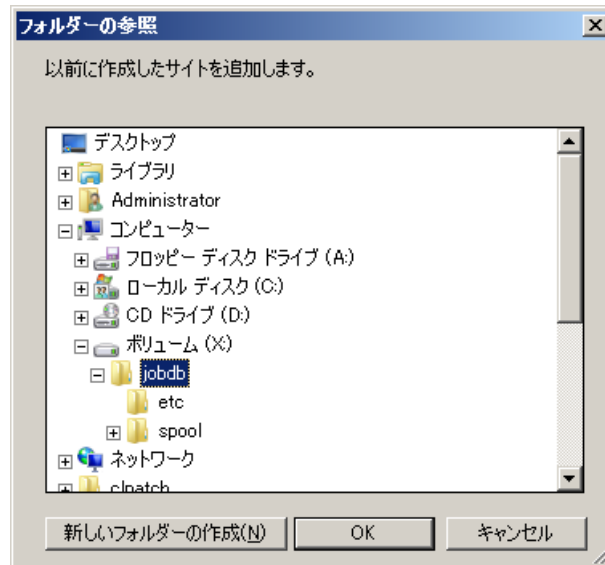 フォルダーの参照
以前に作成したサイトを追加します。
デスクトップ
ライブラリ
Administrator
コンピューター
フロッピー ディスク ドライブ (A:)
ローカル ディスク (C:)
CD ドライブ (D:)
ボリューム (X:)
jobdb
etc
spool
ネットワーク
clpatch
新しいフォルダーの作成(N)
OK
キャンセル